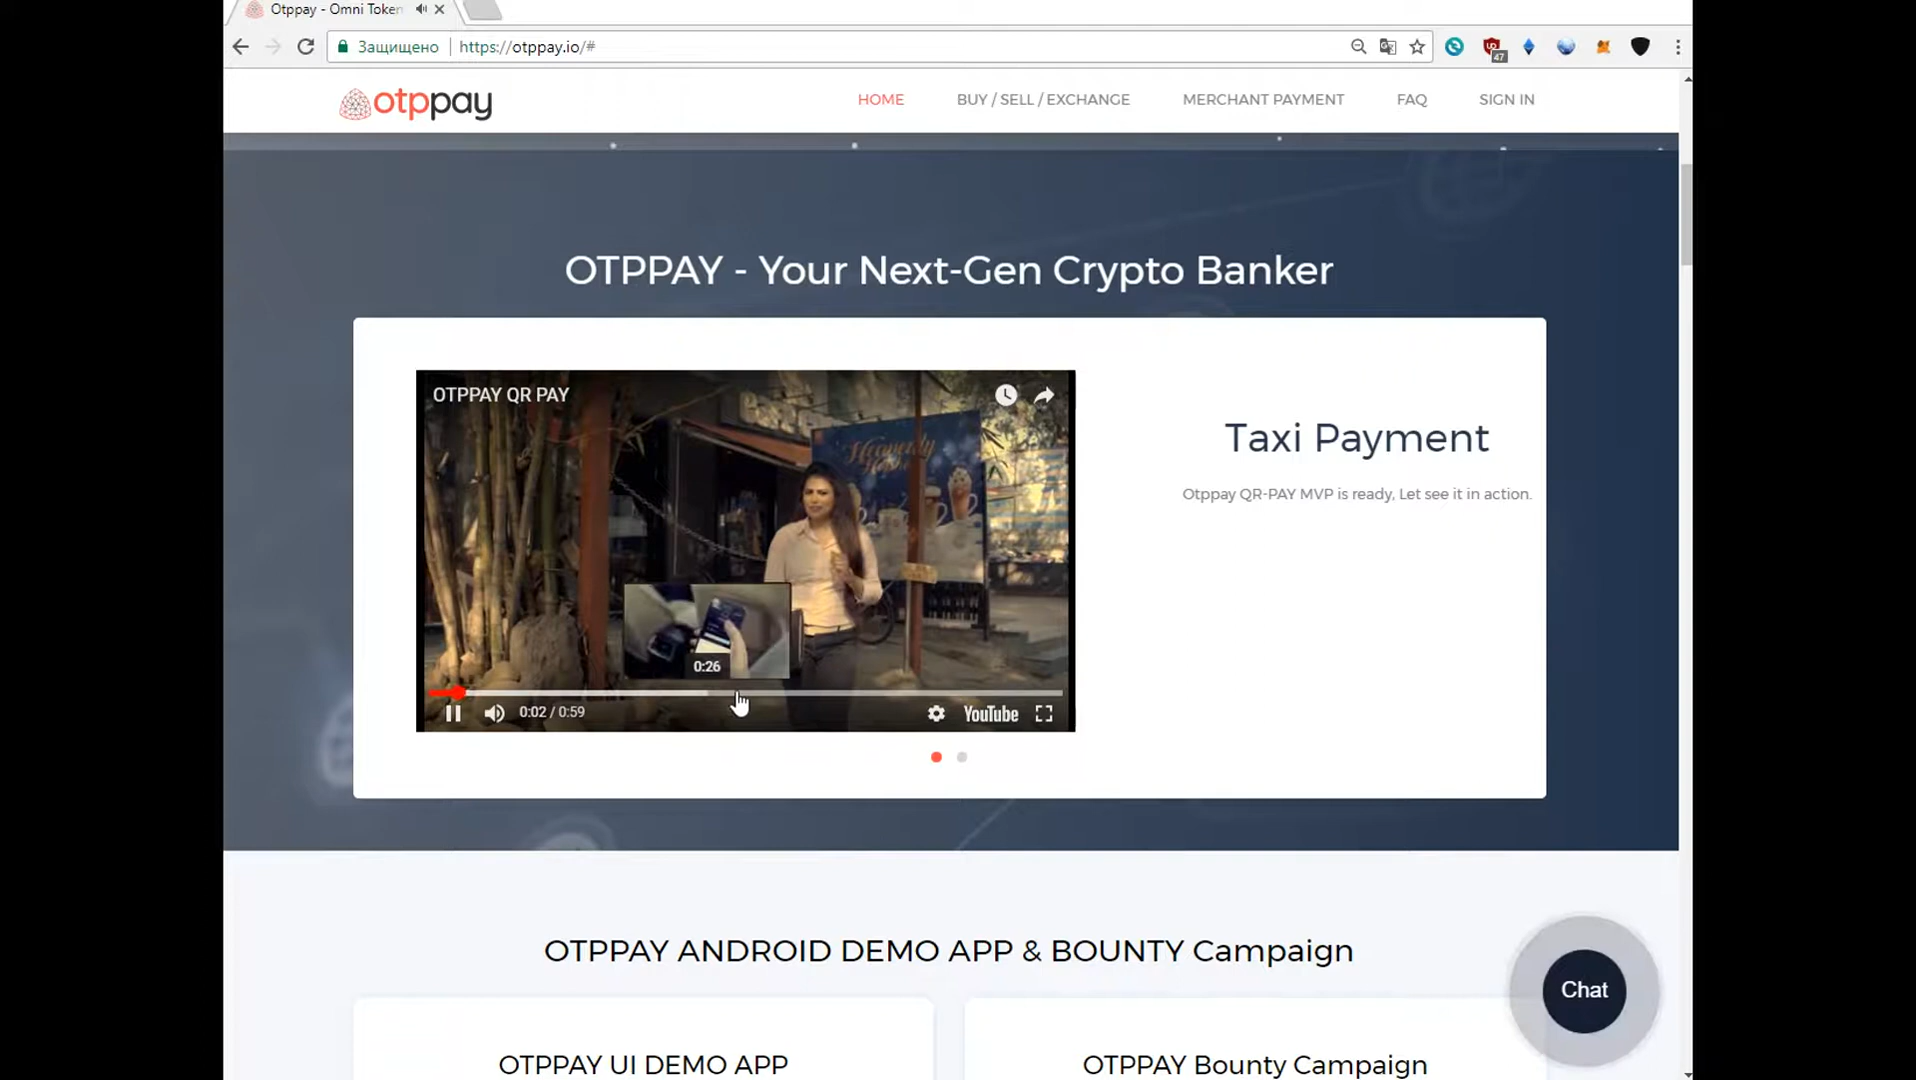 Otppay - Omni Token
Защищено
https://otppay.io/#
47
otppay
HOME
BUY / SELL / EXCHANGE
MERCHANT PAYMENT
FAQ
SIGN IN
OTPPAY - Your Next-Gen Crypto Banker
OTPPAY QR PAY
Heavenly
0:26
0:02 / 0:59
YouTube
Taxi Payment
Otppay QR-PAY MVP is ready, Let see it in action.
OTPPAY ANDROID DEMO APP & BOUNTY Campaign
Chat
OTPPAY UI DEMO APP
OTPPAY Bounty Campaign